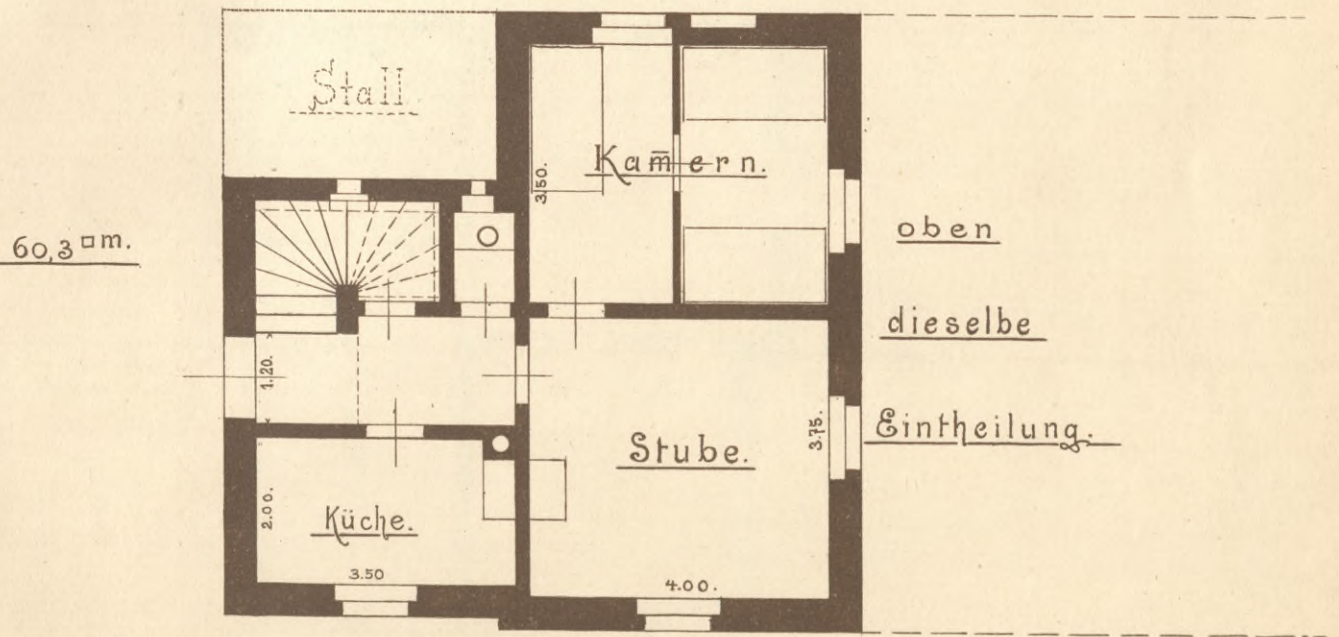 Stall
Kam̅ern.
3.50.
60,3 □m.
oben
dieselbe
Eintheilung.
1.20.
Stube.
3.75.
2.00.
Küche.
3.50
4.00.